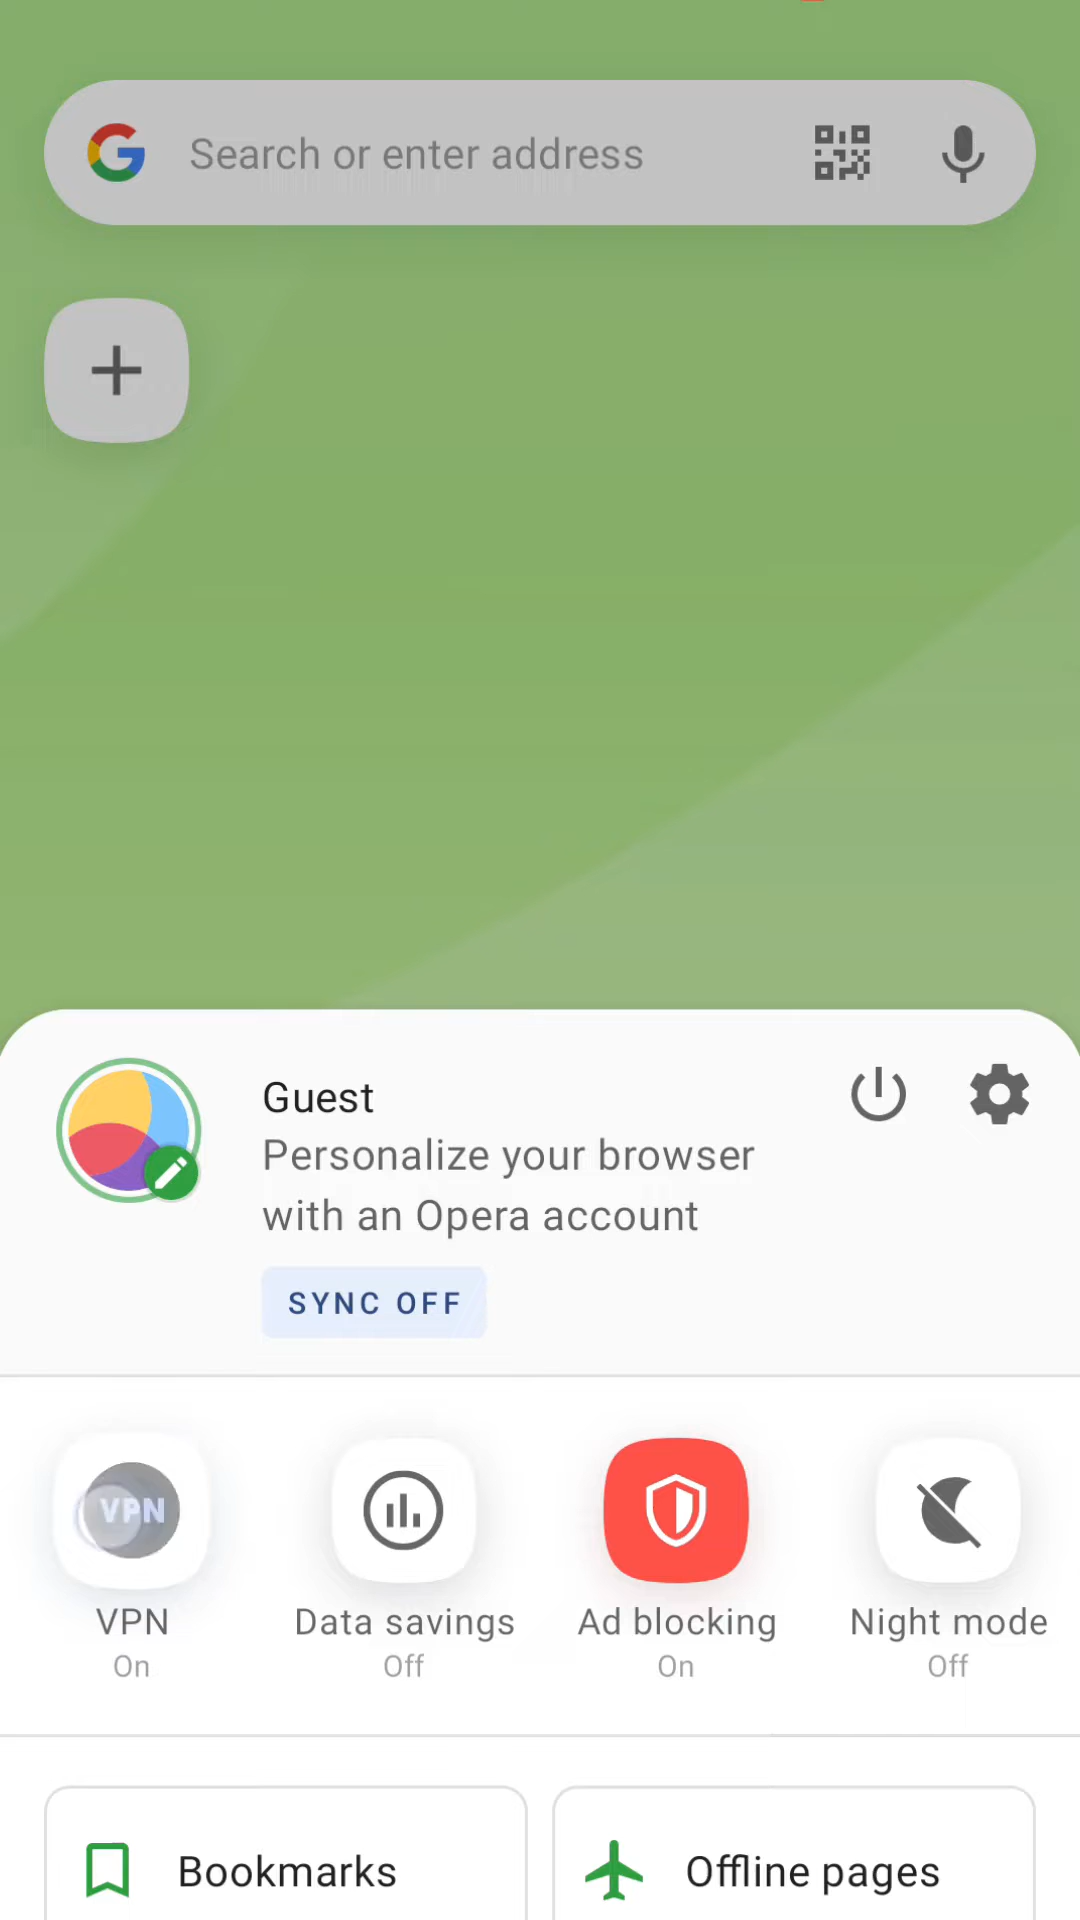 Search or enter address
Guest
Personalize your browser
with an Opera account
SYNC OFF
VPN
VPN
On
Data savings
Off
Ad blocking
On
Night mode
Off
Bookmarks
Offline pages